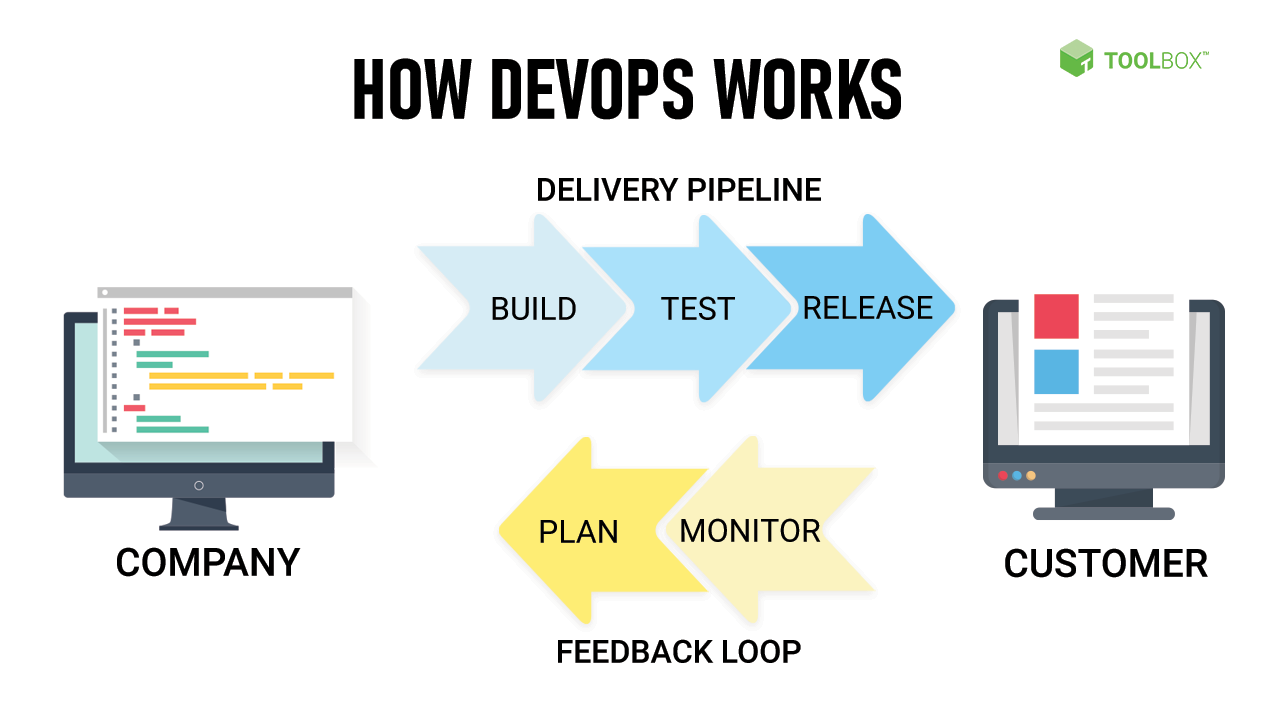 HOW DEVOPS WORKS
TOOLBOX™
DELIVERY PIPELINE
BUILD
TEST
RELEASE
PLAN
MONITOR
COMPANY
CUSTOMER
FEEDBACK LOOP